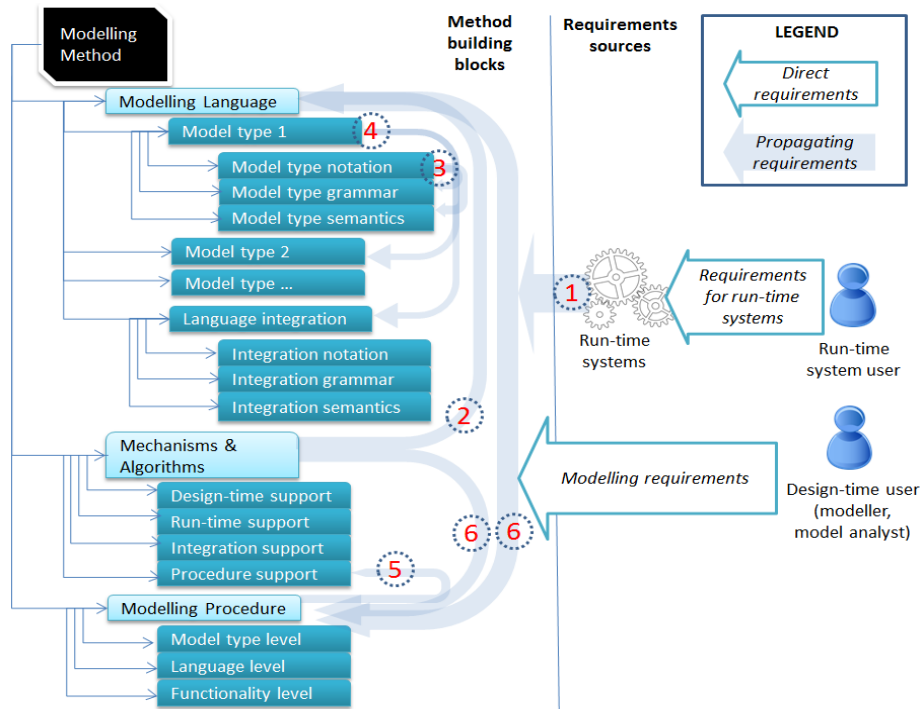 Modelling
Method
Method
building
blocks
Requirements
sources
LEGEND
Direct
requirements
Propagating
requirements
Modelling Language
Model type 1
4
Model type notation
3
Model type grammar
Model type semantics
Model type 2
Model type ...
Language integration
Integration notation
Integration grammar
Integration semantics
2
1
Run-time
systems
Requirements
for run-time
systems
Run-time
system user
Mechanisms &
Algorithms
Design-time support
Run-time support
Integration support
Procedure support
5
6
6
Modelling requirements
Design-time user
(modeller,
model analyst)
Modelling Procedure
Model type level
Language level
Functionality level